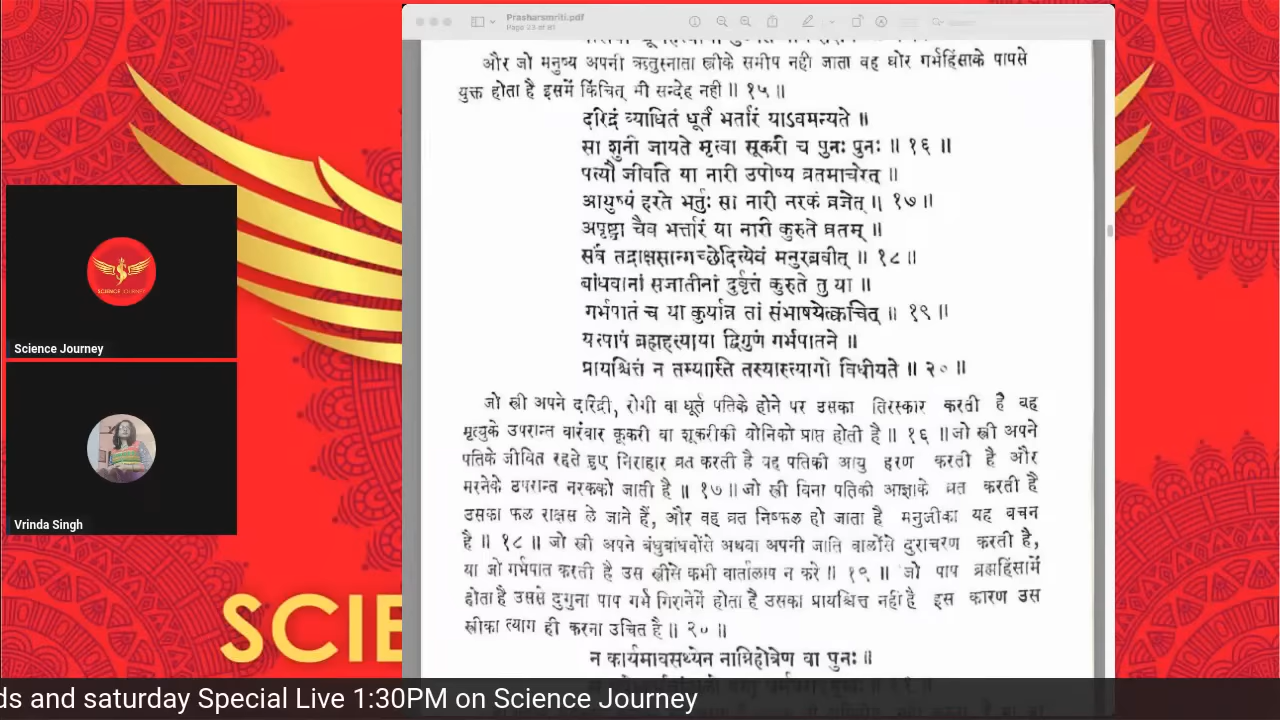 Prasharsmriti.pdf
Page 23 of 81
और जो मनुष्य अपनी ऋतुस्नाता स्त्रीके समीप नही जाता वह घोर गर्भहिंसाके पापसे
युक्त होता है इसमें किंचित् भी सन्देह नही ॥ १५ ॥
दरिद्रं व्याधितं धूर्तं भर्तारं याऽवमन्यते ॥
सा शुनी जायते मृत्वा सूकरी च पुनः पुनः ॥ १६ ॥
पत्यौ जीवति या नारी उपोष्य व्रतमाचरेत् ॥
आयुष्यं हरते भर्तुः सा नारी नरकं व्रजेत् ॥ १७ ॥
अपृष्ट्वा चैव भर्त्तारं या नारी कुरुते व्रतम् ॥
सर्वं तद्राक्षसान्गच्छेदित्येवं मनुरब्रवीत् ॥ १८ ॥
बांधवानां सजातीनां दुर्वृत्तं कुरुते तु या ॥
गर्भपातं च या कुर्यान्न तां संभाषयेत्क्वचित् ॥ १९ ॥
यत्पापं ब्रह्महत्याया द्विगुणं गर्भपातने ॥
प्रायश्चित्तं न तस्यास्ति तस्यास्त्यागो विधीयते ॥ २० ॥
जो स्त्री अपने दरिद्री, रोगी वा धूर्त पतिके होने पर उसका तिरस्कार करती है वह
मृत्युके उपरान्त वारंवार कूकरी वा शूकरीकी योनिको प्राप्त होती है ॥ १६ ॥ जो स्त्री अपने
पतिके जीवित रहते हुए निराहार व्रत करती है वह पतिकी आयु हरण करती है और
मरनेके उपरान्त नरकको जाती है ॥ १७ ॥ जो स्त्री विना पतिकी आज्ञाके व्रत करती है
उसका फल राक्षस ले जाने हैं, और वह व्रत निष्फल हो जाता है मनुजीका यह वचन
है ॥ १८ ॥ जो स्त्री अपने बंधुबांधवोंसे अथवा अपनी जाति वालोंसे दुराचरण करती है,
या जो गर्भपात करती है उस स्त्रीसे कभी वार्तालाप न करे ॥ १९ ॥ जो पाप ब्रह्महिंसामें
होता है उससे दुगुना पाप गर्भ गिरानेमें होता है उसका प्रायश्चित्त नहीं है इस कारण उस
स्त्रीका त्याग ही करना उचित है ॥ २० ॥
न कार्यमावसथ्येन नाग्निहोत्रेण वा पुनः ॥
SCIENCE JOURNEY
Science Journey
Vrinda Singh
SCIE
ds and saturday Special Live 1:30PM on Science Journey